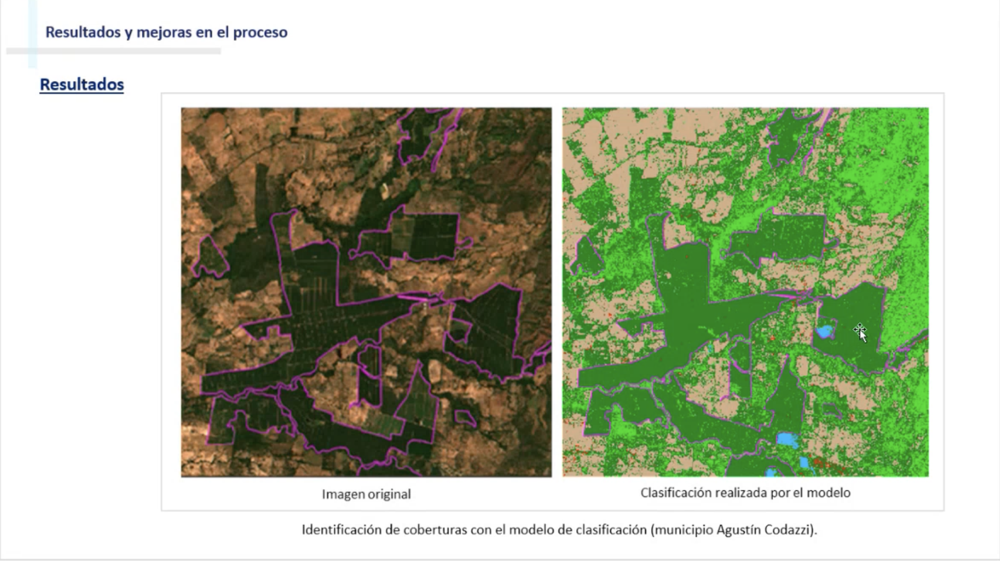 Resultados y mejoras en el proceso
Resultados
Imagen original
Clasificación realizada por el modelo
Identificación de coberturas con el modelo de clasificación (municipio Agustín Codazzi).